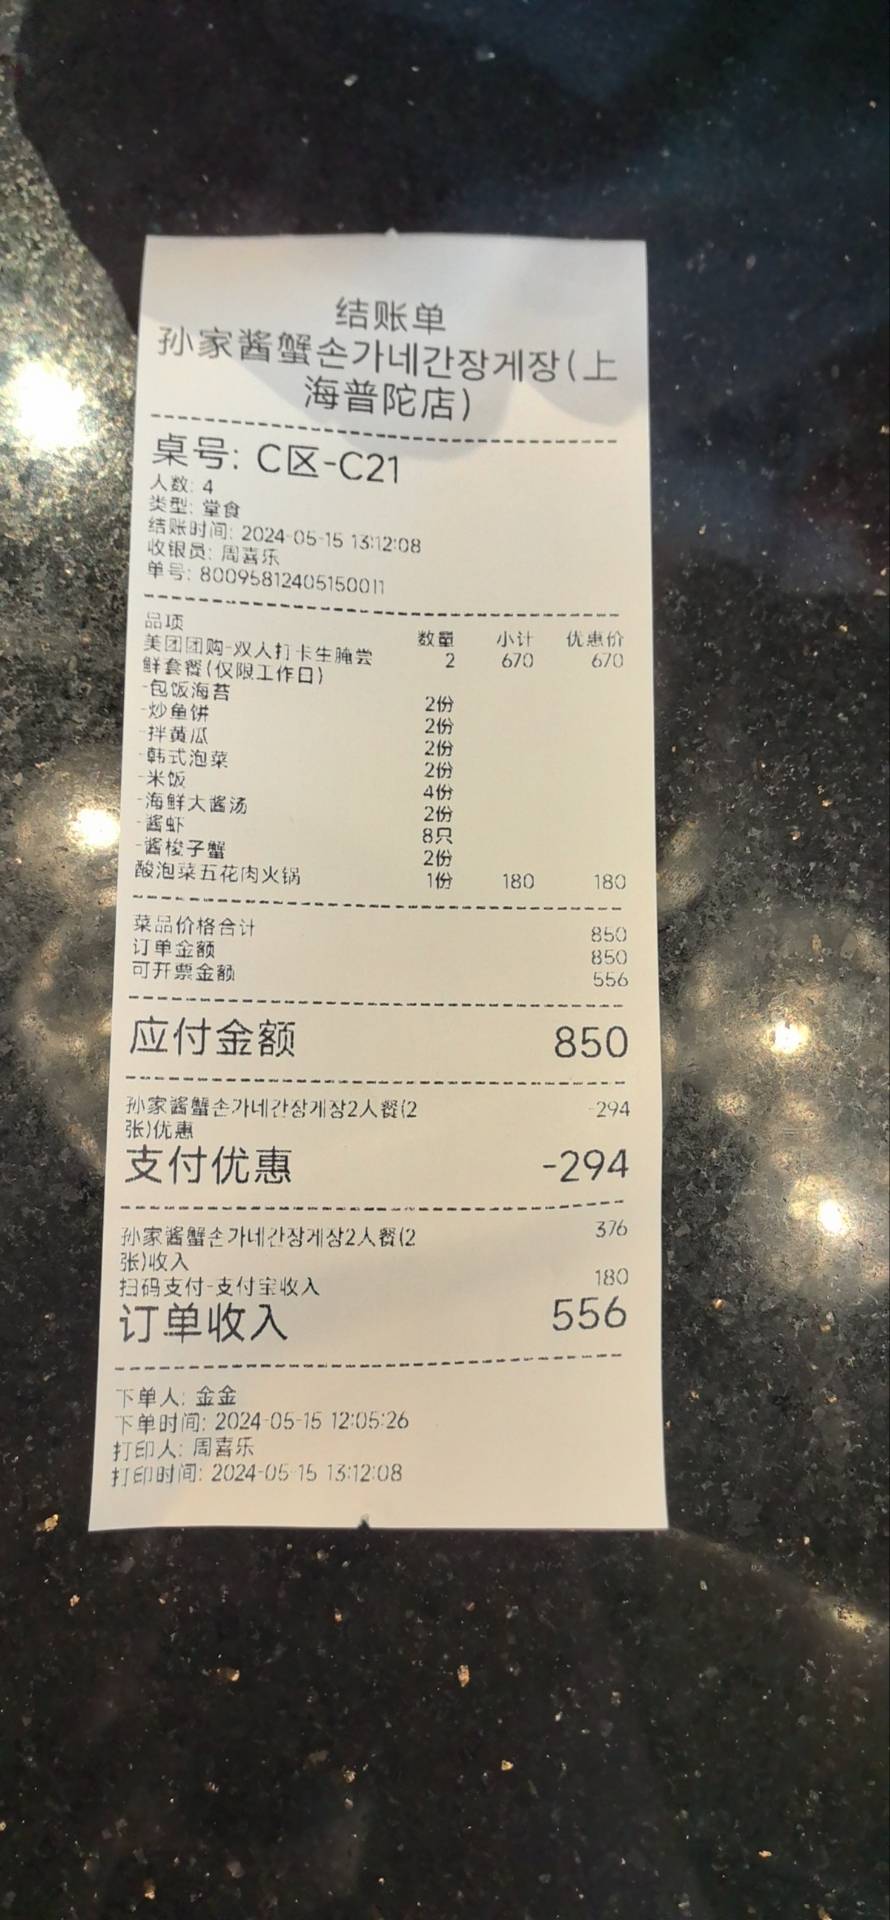 结账单
孙家酱蟹손가네간장게장(上
海普陀店)
桌号: C区-C21
人数: 4
类型: 堂食
结账时间: 2024-05-15 13:12:08
收银员: 周喜乐
单号: 80095812405150011
品项 数量 小计 优惠价
美团团购-双人打卡生腌尝 2 670 670
鲜套餐(仅限工作日)
-包饭海苔 2份
-炒鱼饼 2份
-拌黄瓜 2份
-韩式泡菜 2份
-米饭 4份
-海鲜大酱汤 2份
-酱虾 8只
-酱梭子蟹 2份
酸泡菜五花肉火锅 1份 180 180
菜品价格合计 850
订单金额 850
可开票金额 556
应付金额 850
孙家酱蟹손가네간장게장2人餐(2 -294
张)优惠
支付优惠 -294
孙家酱蟹손가네간장게장2人餐(2 376
张)收入
扫码支付-支付宝收入 180
订单收入 556
下单人: 金金
下单时间: 2024-05-15 12:05:26
打印人: 周喜乐
打印时间: 2024-05-15 13:12:08